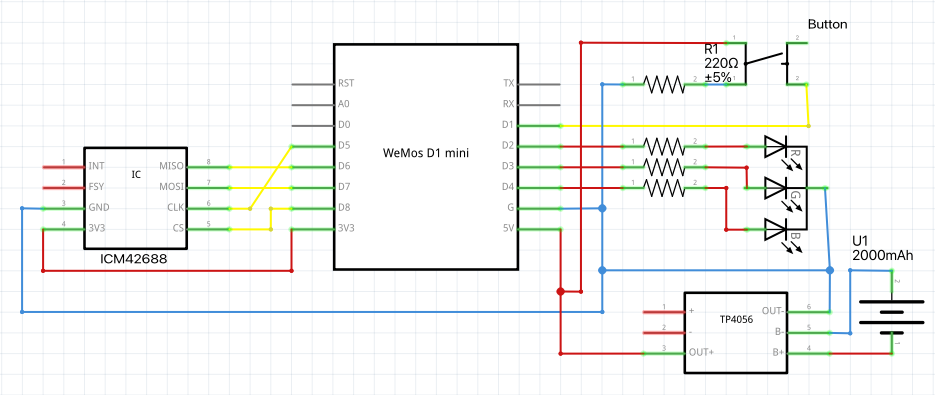 Button
R1
220Ω
±5%
1
2
1
2
1
2
RST
A0
D0
D5
D6
D7
D8
3V3
WeMos D1 mini
TX
RX
D1
D2
D3
D4
G
5V
1
2
1
2
1
2
R
G
B
1
2
3
4
INT
FSY
GND
3V3
IC
MISO
MOSI
CLK
CS
8
7
6
5
ICM42688
U1
2000mAh
2
1
1
2
3
+
-
OUT+
TP4056
OUT-
B-
B+
6
5
4